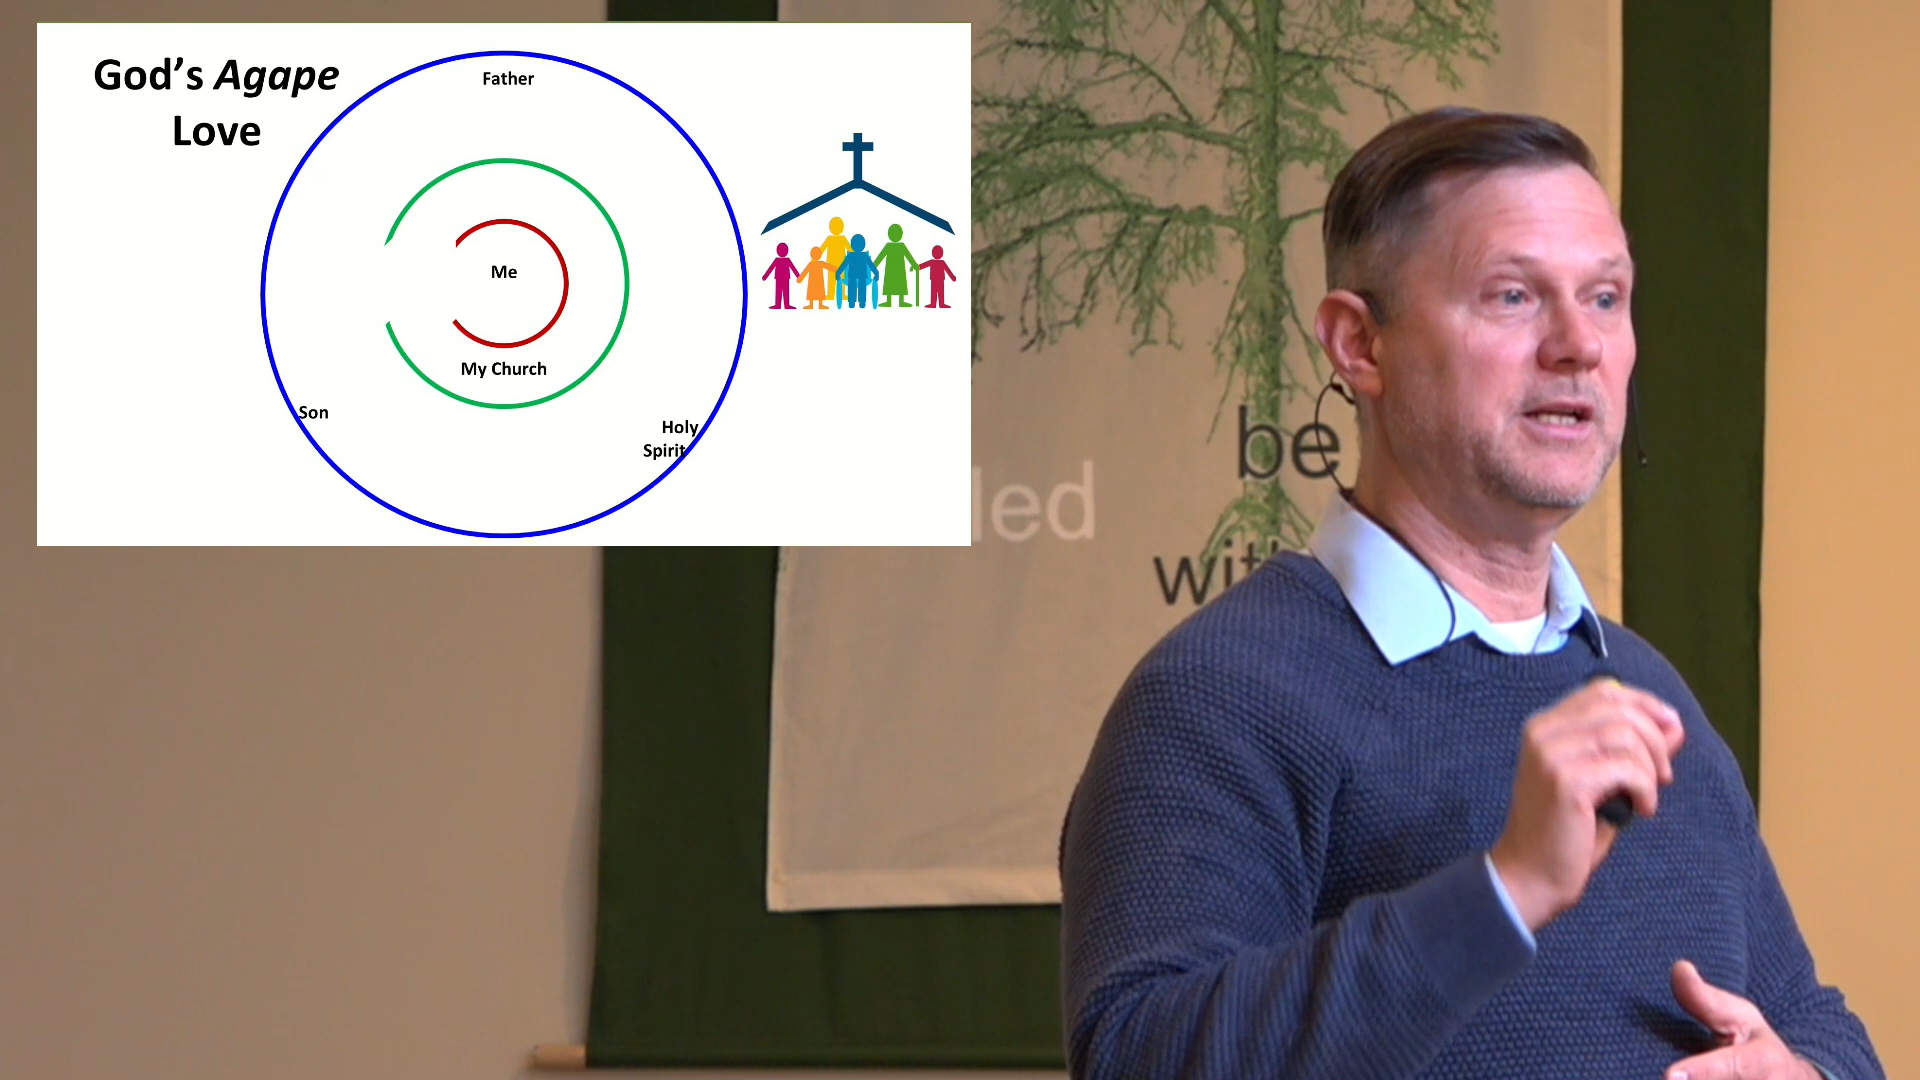 God's Agape
Love
Father
Me
My Church
Son
Holy
Spirit
be
led